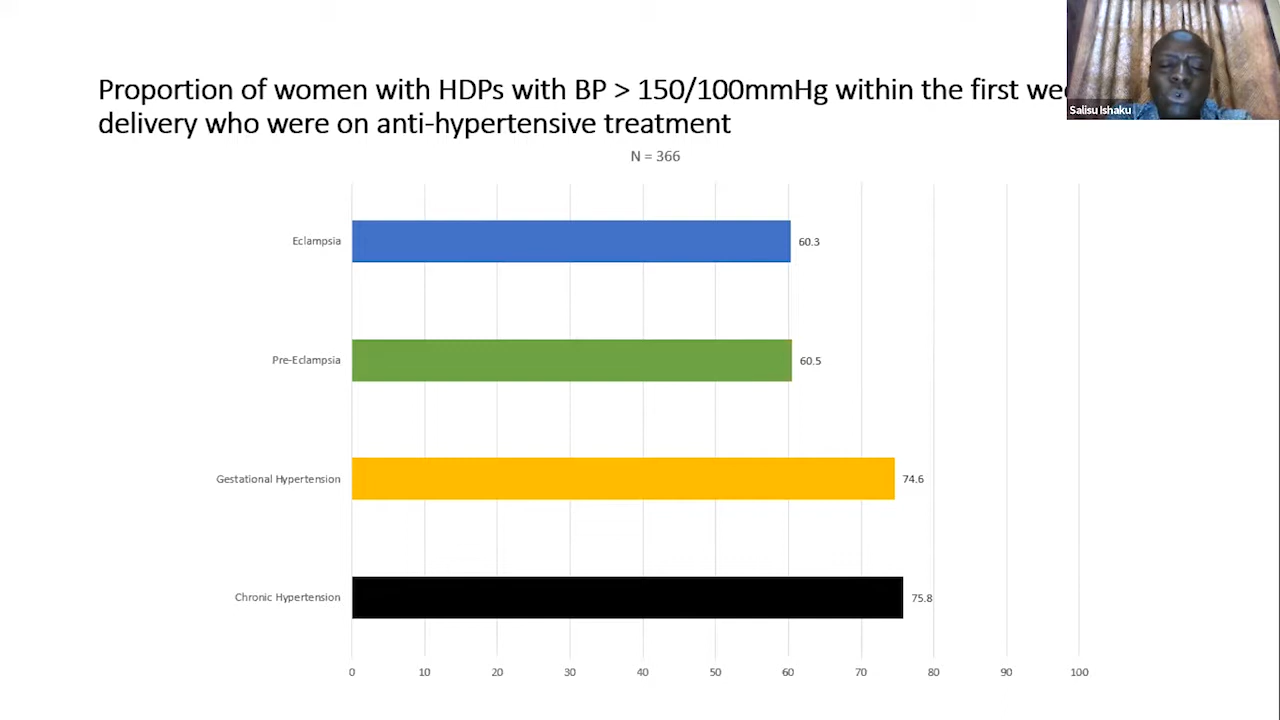 Proportion of women with HDPs with BP > 150/100mmHg within the first
delivery who were on anti-hypertensive treatment
Salisu Ishaku
N = 366
Eclampsia
60.3
Pre-Eclampsia
60.5
Gestational Hypertension
74.6
Chronic Hypertension
75.8
0 10 20 30 40 50 60 70 80 90 100